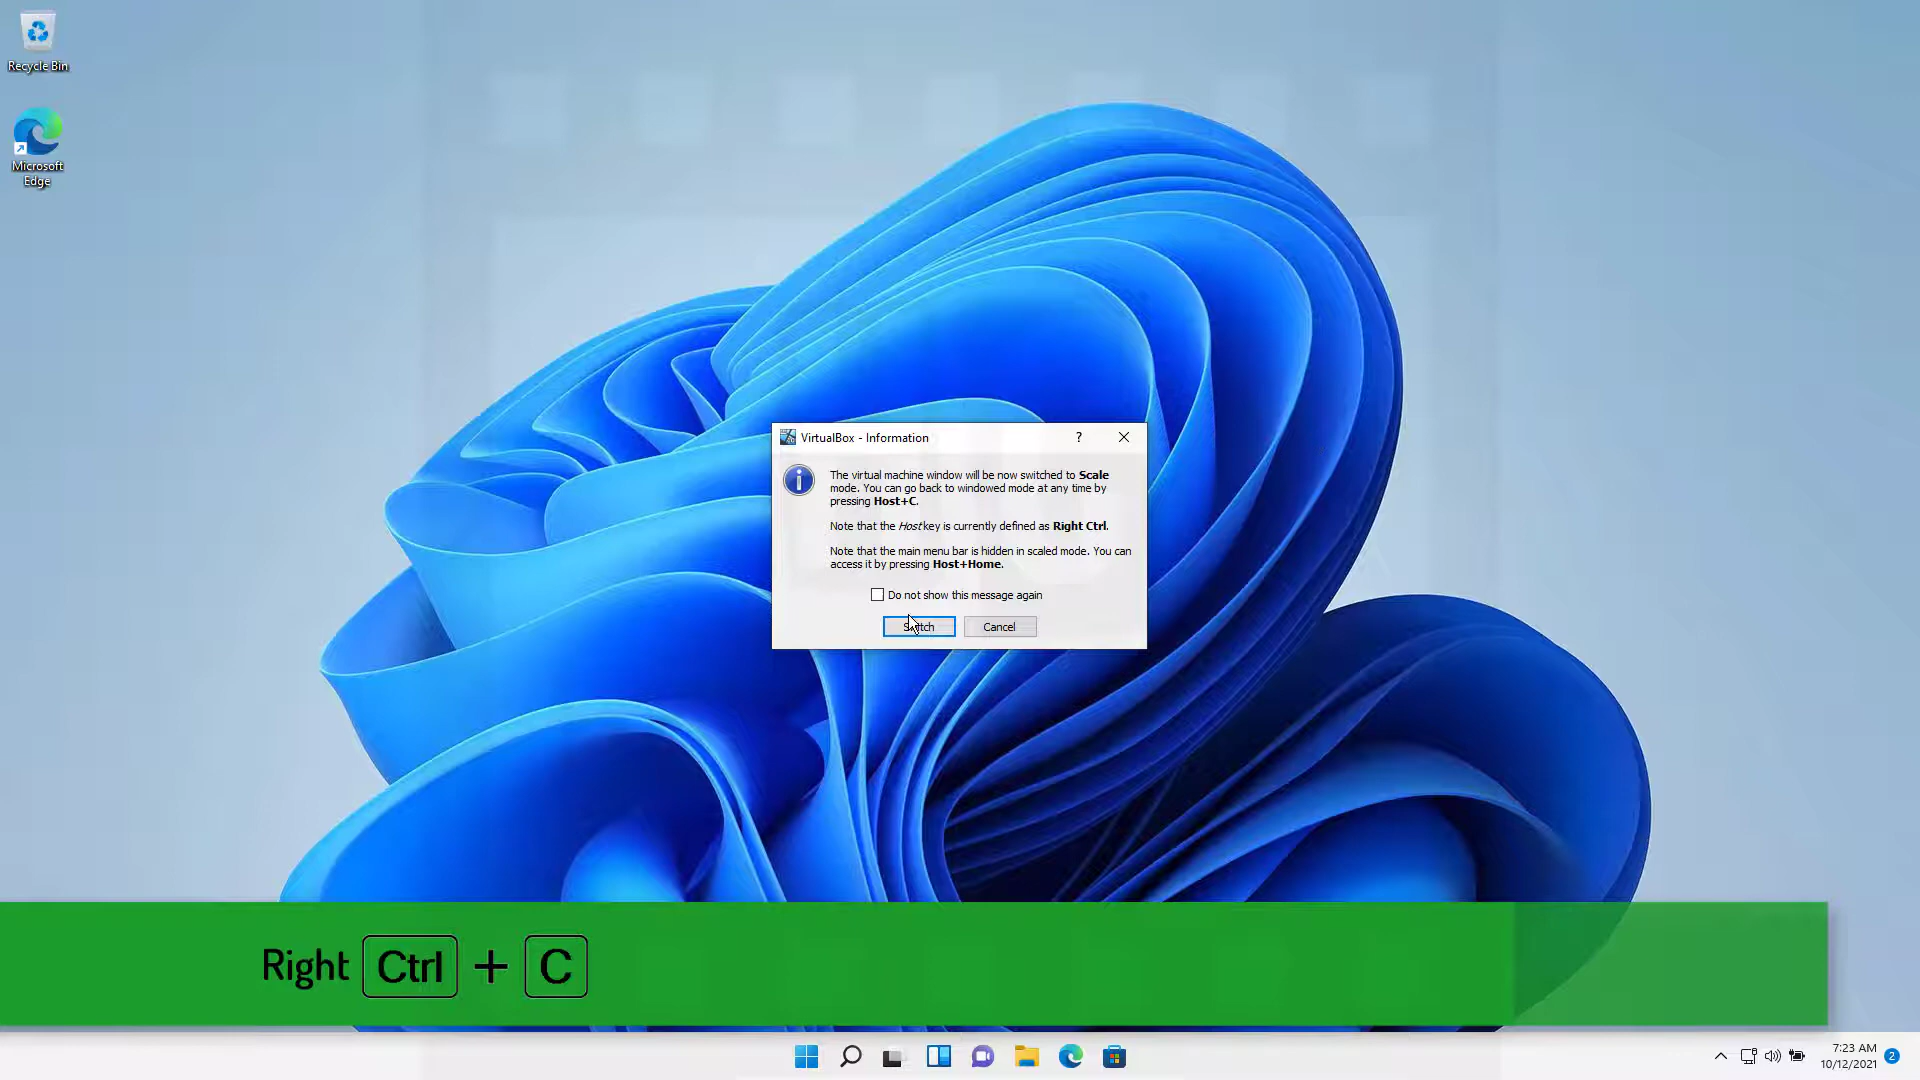 Recycle Bin
Microsoft
Edge
VirtualBox - Information
?
The virtual machine window will be now switched to Scale
mode. You can go back to windowed mode at any time by
pressing Host+C.
Note that the Host key is currently defined as Right Ctrl.
Note that the main menu bar is hidden in scaled mode. You can
access it by pressing Host+Home.
Do not show this message again
Cancel
Right Ctrl + C
7:23 AM
10/12/2021
2